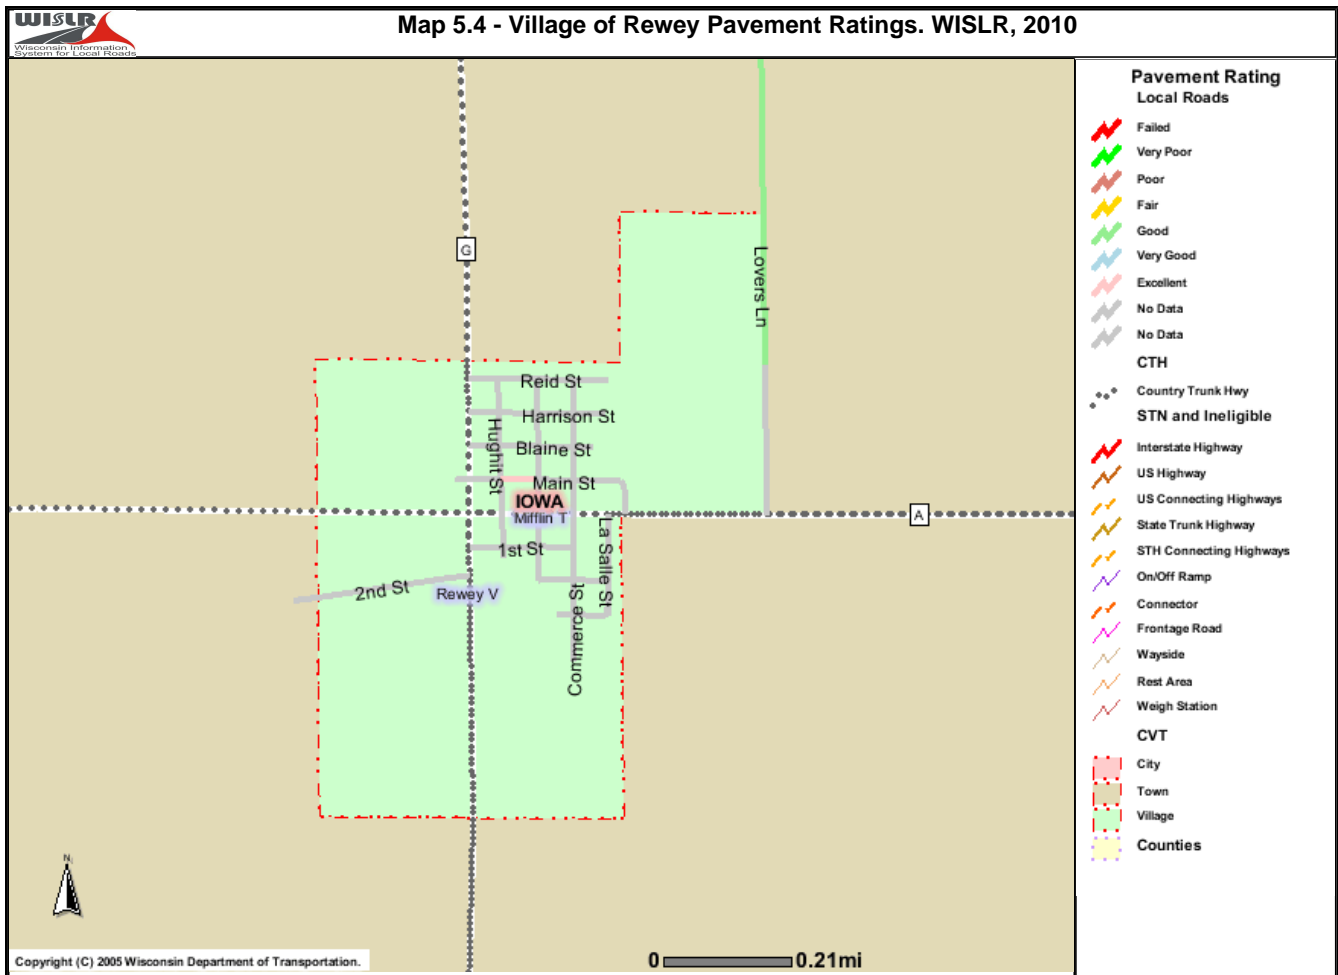 WISLR
Wisconsin Information
System for Local Roads
Map 5.4 - Village of Rewey Pavement Ratings. WISLR, 2010
G
Lovers Ln
Reid St
Harrison St
Hughit St
Blaine St
Main St
IOWA
Mifflin T
A
1st St
La Salle St
2nd St
Rewey V
Commerce St
N
Copyright (C) 2005 Wisconsin Department of Transportation.
0 0.21mi
Pavement Rating
Local Roads
Failed
Very Poor
Poor
Fair
Good
Very Good
Excellent
No Data
No Data
CTH
Country Trunk Hwy
STN and Ineligible
Interstate Highway
US Highway
US Connecting Highways
State Trunk Highway
STH Connecting Highways
On/Off Ramp
Connector
Frontage Road
Wayside
Rest Area
Weigh Station
CVT
City
Town
Village
Counties